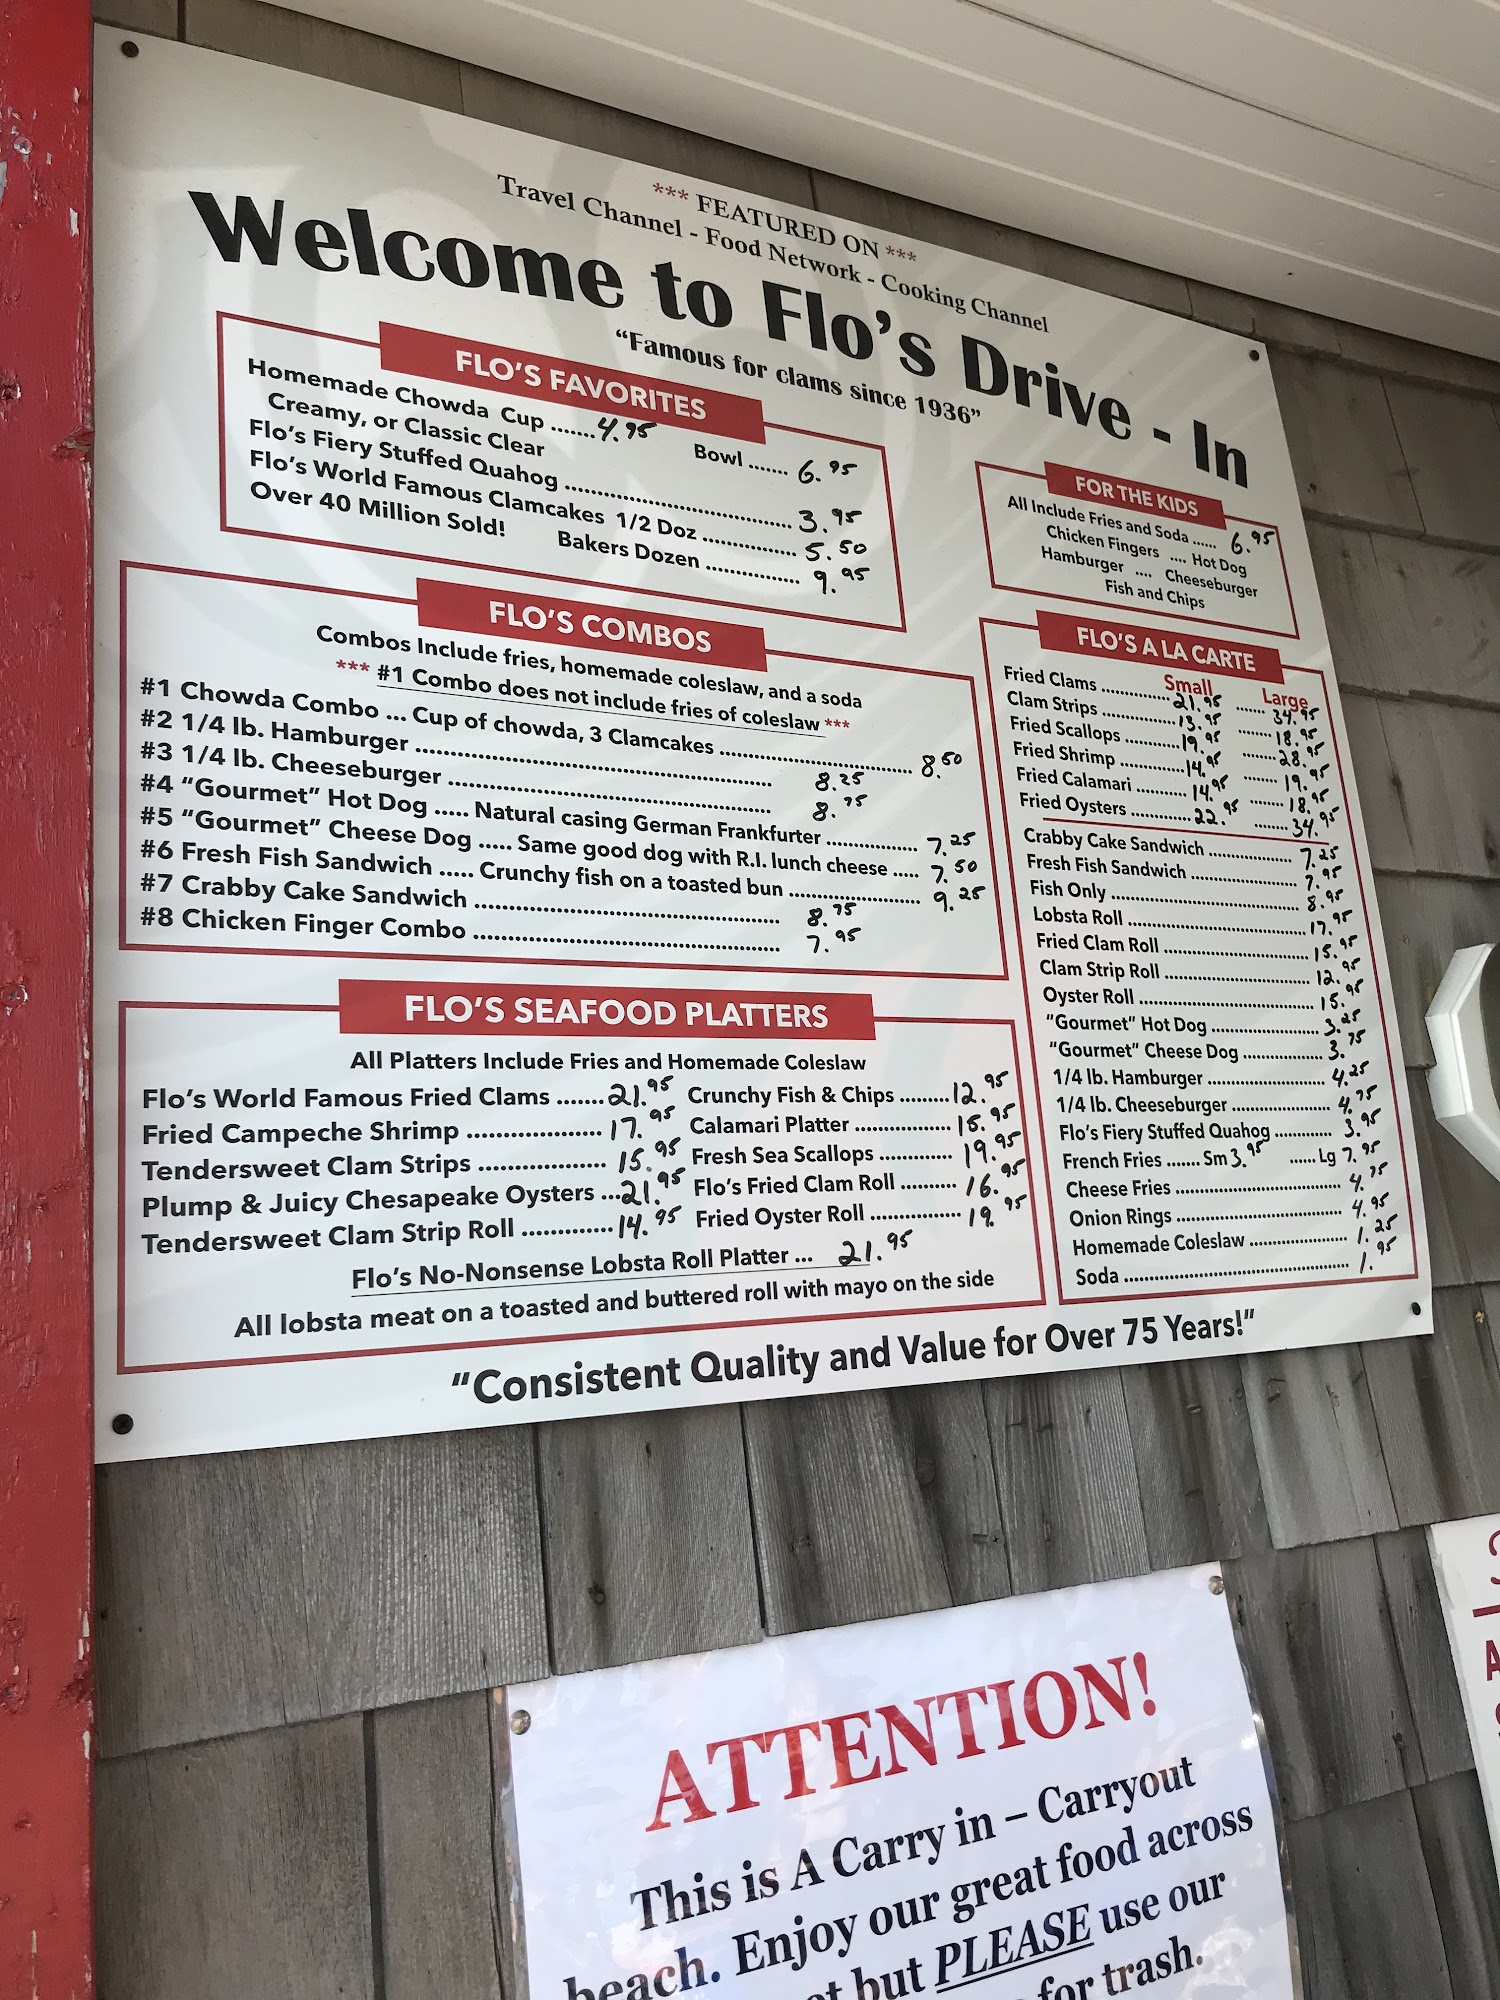 *** FEATURED ON ***
Travel Channel - Food Network - Cooking Channel
Welcome to Flo's Drive - In
"Famous for clams since 1936"
FLO'S FAVORITES
Homemade Chowda Cup .......4.95 Bowl ....... 6.95
Creamy, or Classic Clear
Flo's Fiery Stuffed Quahog ........ 3.95
Flo's World Famous Clamcakes 1/2 Doz ........ 5.50
Over 40 Million Sold! Bakers Dozen ........ 9.95
FOR THE KIDS
All Include Fries and Soda ...... 6.95
Chicken Fingers .... Hot Dog
Hamburger .... Cheeseburger
Fish and Chips
FLO'S COMBOS
Combos Include fries, homemade coleslaw, and a soda
*** #1 Combo does not include fries of coleslaw ***
#1 Chowda Combo ... Cup of chowda, 3 Clamcakes ........ 8.50
#2 1/4 lb. Hamburger ........ 8.25
#3 1/4 lb. Cheeseburger ........ 8.75
#4 "Gourmet" Hot Dog ..... Natural casing German Frankfurter ........ 7.25
#5 "Gourmet" Cheese Dog ..... Same good dog with R.I. lunch cheese ..... 7.50
#6 Fresh Fish Sandwich ..... Crunchy fish on a toasted bun ........ 9.25
#7 Crabby Cake Sandwich ........ 8.75
#8 Chicken Finger Combo ........ 7.95
FLO'S A LA CARTE
Small Large
Fried Clams ........ 21.95 ...... 34.95
Clam Strips ........ 13.95 ........ 18.95
Fried Scallops ........ 19.95 ........ 28.95
Fried Shrimp ........ 14.95 ........ 19.95
Fried Calamari ........ 14.95 ........ 18.95
Fried Oysters ........ 22.95 ........ 34.95
Crabby Cake Sandwich ........ 7.25
Fresh Fish Sandwich ........ 7.95
Fish Only ........ 8.95
Lobsta Roll ........ 17.95
Fried Clam Roll ........ 15.95
Clam Strip Roll ........ 12.95
Oyster Roll ........ 15.95
"Gourmet" Hot Dog ........ 3.25
"Gourmet" Cheese Dog ........ 3.75
1/4 lb. Hamburger ........ 4.25
1/4 lb. Cheeseburger ........ 4.75
Flo's Fiery Stuffed Quahog ........ 3.95
French Fries ....... Sm 3.95 ...... Lg 7.95
Cheese Fries ........ 4.75
Onion Rings ........ 4.95
Homemade Coleslaw ........ 1.25
Soda ........ 1.95
FLO'S SEAFOOD PLATTERS
All Platters Include Fries and Homemade Coleslaw
Flo's World Famous Fried Clams ....... 21.95 Crunchy Fish & Chips ......... 12.95
Fried Campeche Shrimp ........ 17.95 Calamari Platter ........ 15.95
Tendersweet Clam Strips ........ 15.95 Fresh Sea Scallops ........ 19.95
Plump & Juicy Chesapeake Oysters ... 21.95 Flo's Fried Clam Roll ........ 16.95
Tendersweet Clam Strip Roll ........ 14.95 Fried Oyster Roll ........ 19.95
Flo's No-Nonsense Lobsta Roll Platter ... 21.95
All lobsta meat on a toasted and buttered roll with mayo on the side
"Consistent Quality and Value for Over 75 Years!"
ATTENTION!
This is A Carry in – Carryout
beach. Enjoy our great food across
but PLEASE use our
for trash.